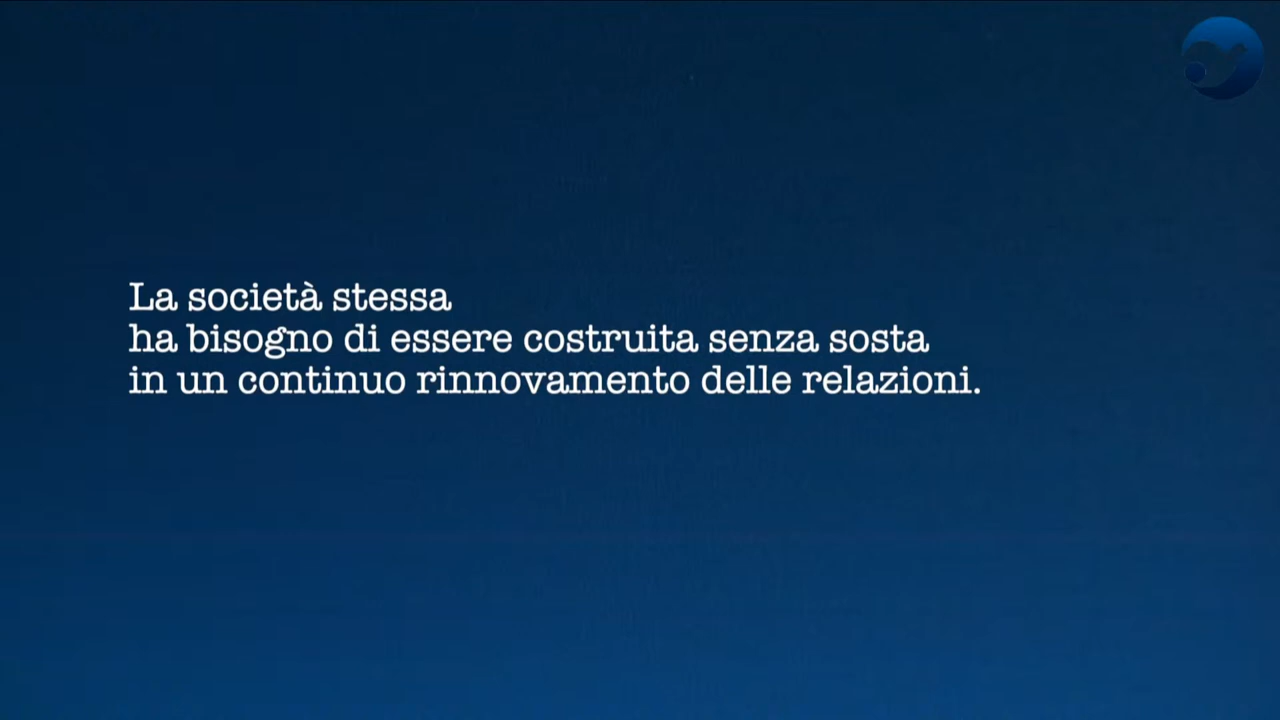 La società stessa
ha bisogno di essere costruita senza sosta
in un continuo rinnovamento delle relazioni.